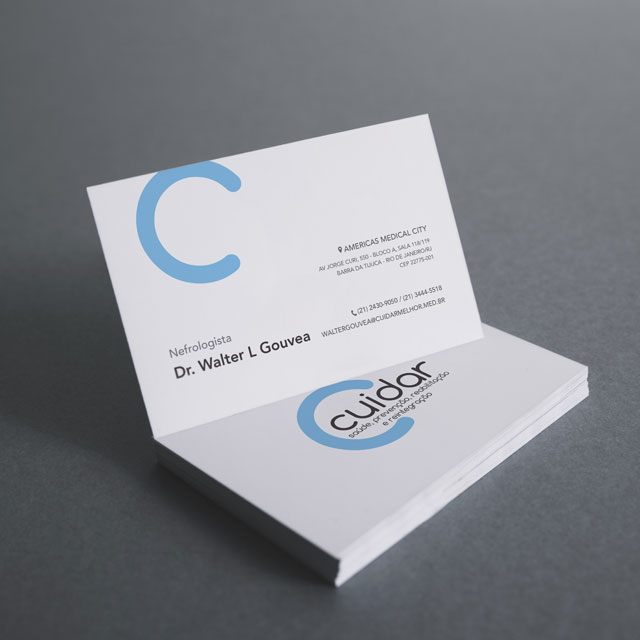 AMERICAS MEDICAL CITY
AV JORGE CURI, 550 - BLOCO A, SALA 118/119
BARRA DA TIJUCA - RIO DE JANEIRO/RJ
CEP 22775-001
(21) 2430-9050 / (21) 3444-5518
WALTERGOUVEA@CUIDARMELHOR.MED.BR
Nefrologista
Dr. Walter L Gouvea
cuidar
saúde, prevenção, reabilitação
e reintegração